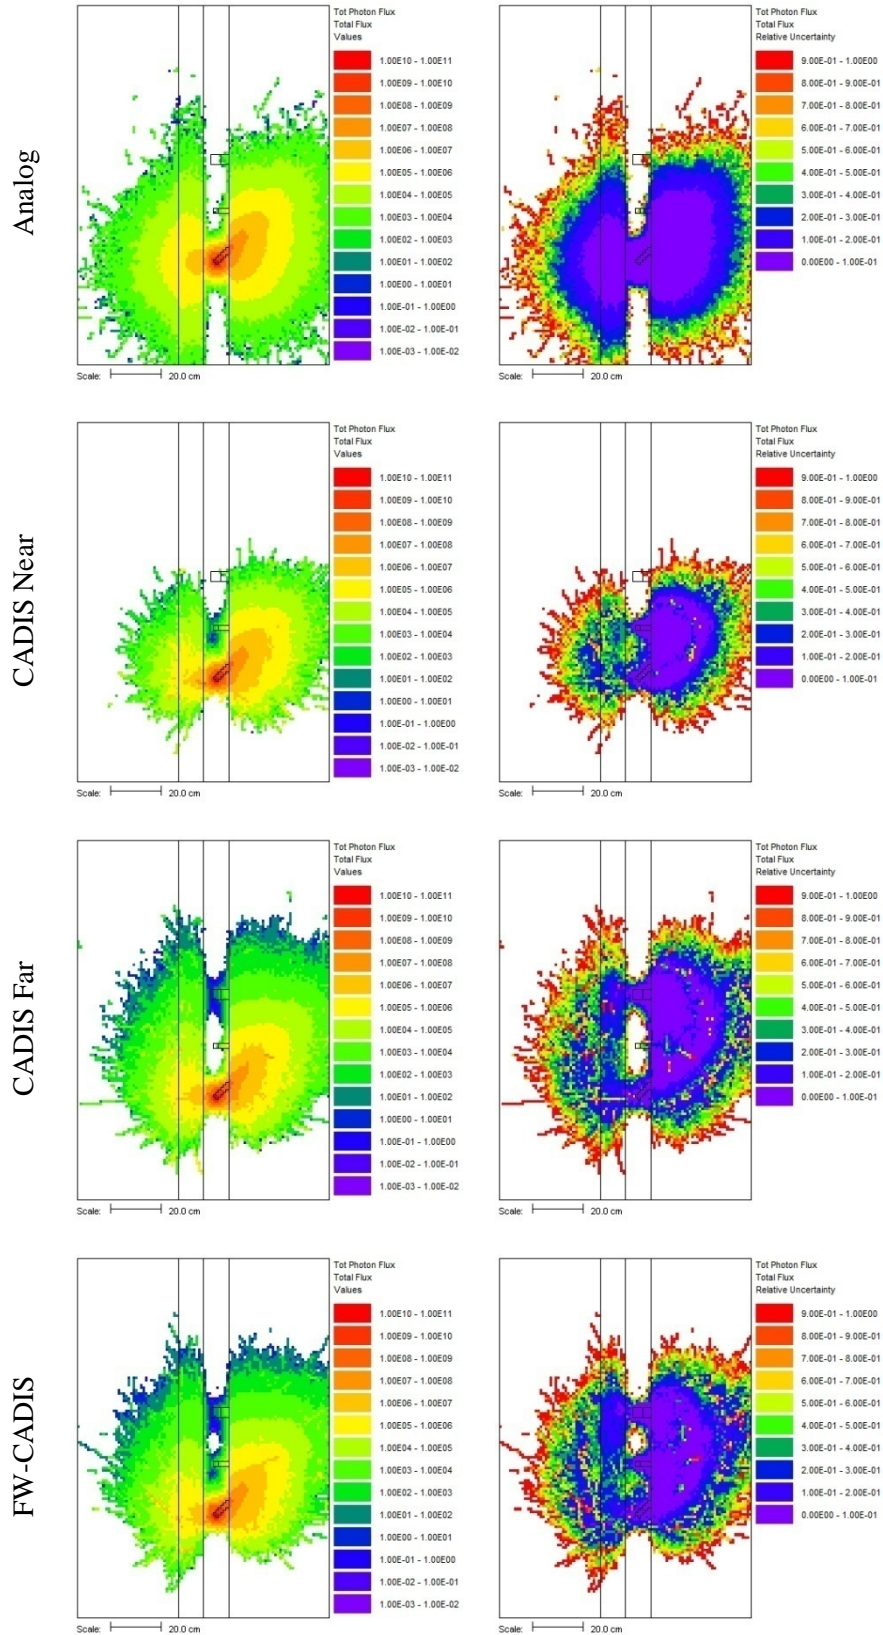 Analog
Tot Photon Flux
Total Flux
Values
1.00E10 - 1.00E11
1.00E09 - 1.00E10
1.00E08 - 1.00E09
1.00E07 - 1.00E08
1.00E06 - 1.00E07
1.00E05 - 1.00E06
1.00E04 - 1.00E05
1.00E03 - 1.00E04
1.00E02 - 1.00E03
1.00E01 - 1.00E02
1.00E00 - 1.00E01
1.00E-01 - 1.00E00
1.00E-02 - 1.00E-01
1.00E-03 - 1.00E-02
Scale: 20.0 cm
Tot Photon Flux
Total Flux
Relative Uncertainty
9.00E-01 - 1.00E00
8.00E-01 - 9.00E-01
7.00E-01 - 8.00E-01
6.00E-01 - 7.00E-01
5.00E-01 - 6.00E-01
4.00E-01 - 5.00E-01
3.00E-01 - 4.00E-01
2.00E-01 - 3.00E-01
1.00E-01 - 2.00E-01
0.00E00 - 1.00E-01
Scale: 20.0 cm
CADIS Near
Tot Photon Flux
Total Flux
Values
1.00E10 - 1.00E11
1.00E09 - 1.00E10
1.00E08 - 1.00E09
1.00E07 - 1.00E08
1.00E06 - 1.00E07
1.00E05 - 1.00E06
1.00E04 - 1.00E05
1.00E03 - 1.00E04
1.00E02 - 1.00E03
1.00E01 - 1.00E02
1.00E00 - 1.00E01
1.00E-01 - 1.00E00
1.00E-02 - 1.00E-01
1.00E-03 - 1.00E-02
Scale: 20.0 cm
Tot Photon Flux
Total Flux
Relative Uncertainty
9.00E-01 - 1.00E00
8.00E-01 - 9.00E-01
7.00E-01 - 8.00E-01
6.00E-01 - 7.00E-01
5.00E-01 - 6.00E-01
4.00E-01 - 5.00E-01
3.00E-01 - 4.00E-01
2.00E-01 - 3.00E-01
1.00E-01 - 2.00E-01
0.00E00 - 1.00E-01
Scale: 20.0 cm
CADIS Far
Tot Photon Flux
Total Flux
Values
1.00E10 - 1.00E11
1.00E09 - 1.00E10
1.00E08 - 1.00E09
1.00E07 - 1.00E08
1.00E06 - 1.00E07
1.00E05 - 1.00E06
1.00E04 - 1.00E05
1.00E03 - 1.00E04
1.00E02 - 1.00E03
1.00E01 - 1.00E02
1.00E00 - 1.00E01
1.00E-01 - 1.00E00
1.00E-02 - 1.00E-01
1.00E-03 - 1.00E-02
Scale: 20.0 cm
Tot Photon Flux
Total Flux
Relative Uncertainty
9.00E-01 - 1.00E00
8.00E-01 - 9.00E-01
7.00E-01 - 8.00E-01
6.00E-01 - 7.00E-01
5.00E-01 - 6.00E-01
4.00E-01 - 5.00E-01
3.00E-01 - 4.00E-01
2.00E-01 - 3.00E-01
1.00E-01 - 2.00E-01
0.00E00 - 1.00E-01
Scale: 20.0 cm
FW-CADIS
Tot Photon Flux
Total Flux
Values
1.00E10 - 1.00E11
1.00E09 - 1.00E10
1.00E08 - 1.00E09
1.00E07 - 1.00E08
1.00E06 - 1.00E07
1.00E05 - 1.00E06
1.00E04 - 1.00E05
1.00E03 - 1.00E04
1.00E02 - 1.00E03
1.00E01 - 1.00E02
1.00E00 - 1.00E01
1.00E-01 - 1.00E00
1.00E-02 - 1.00E-01
1.00E-03 - 1.00E-02
Scale: 20.0 cm
Tot Photon Flux
Total Flux
Relative Uncertainty
9.00E-01 - 1.00E00
8.00E-01 - 9.00E-01
7.00E-01 - 8.00E-01
6.00E-01 - 7.00E-01
5.00E-01 - 6.00E-01
4.00E-01 - 5.00E-01
3.00E-01 - 4.00E-01
2.00E-01 - 3.00E-01
1.00E-01 - 2.00E-01
0.00E00 - 1.00E-01
Scale: 20.0 cm